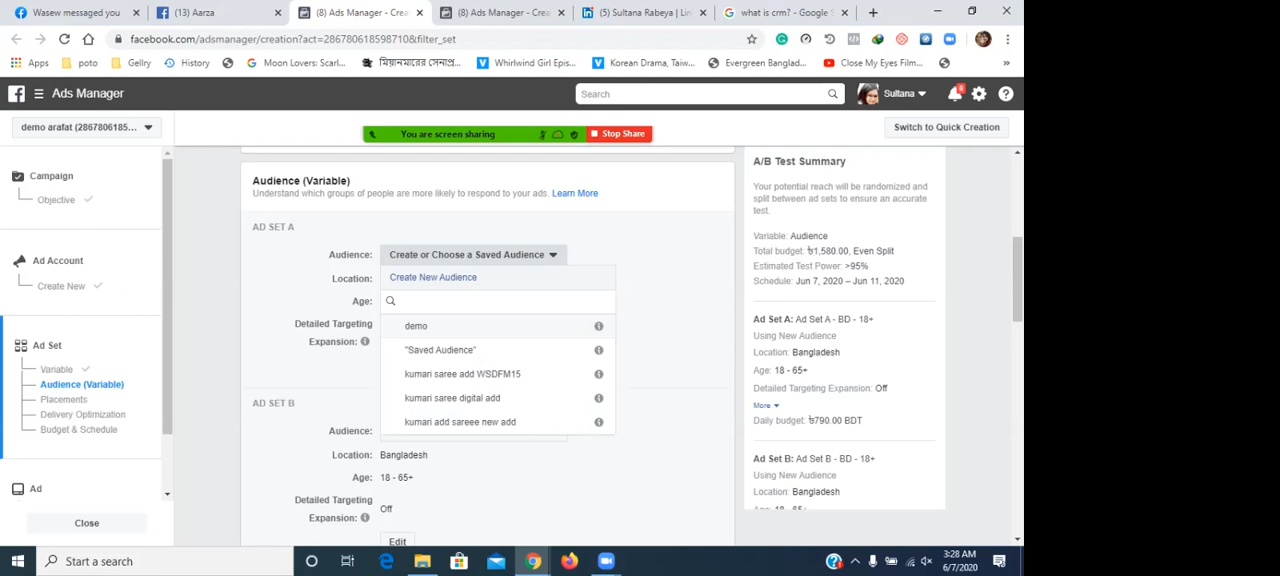 Wasew messaged you
(13) Aarza
(8) Ads Manager - Crea
(8) Ads Manager - Crea
(5) Sultana Rabeya | Lin
what is crm? - Google S
facebook.com/adsmanager/creation?act=286780618598710&filter_set
Apps
poto
Gellry
History
Moon Lovers: Scarl...
মিয়ানমারের সেনাপ্র...
Whirlwind Girl Epis...
Korean Drama, Taiw...
Evergreen Banglad...
Close My Eyes Film...
»
Ads Manager
Search
Sultana
8
demo arafat (2867806185...
You are screen sharing
Stop Share
Switch to Quick Creation
Campaign
Objective
Ad Account
Create New
Ad Set
Variable
Audience (Variable)
Placements
Delivery Optimization
Budget & Schedule
Ad
Close
Audience (Variable)
Understand which groups of people are more likely to respond to your ads. Learn More
AD SET A
Audience:
Create or Choose a Saved Audience
Location:
Create New Audience
Age:
Detailed Targeting
Expansion:
demo
"Saved Audience"
kumari saree add WSDFM15
kumari saree digital add
kumari add sareee new add
AD SET B
Audience:
Location:
Bangladesh
Age:
18 - 65+
Detailed Targeting
Expansion:
Off
Edit
A/B Test Summary
Your potential reach will be randomized and
split between ad sets to ensure an accurate
test.
Variable: Audience
Total budget: ৳1,580.00, Even Split
Estimated Test Power: >95%
Schedule: Jun 7, 2020 – Jun 11, 2020
Ad Set A: Ad Set A - BD - 18+
Using New Audience
Location: Bangladesh
Age: 18 - 65+
Detailed Targeting Expansion: Off
More
Daily budget: ৳790.00 BDT
Ad Set B: Ad Set B - BD - 18+
Using New Audience
Location: Bangladesh
Age: 18 - 65+
Start a search
3:28 AM
6/7/2020